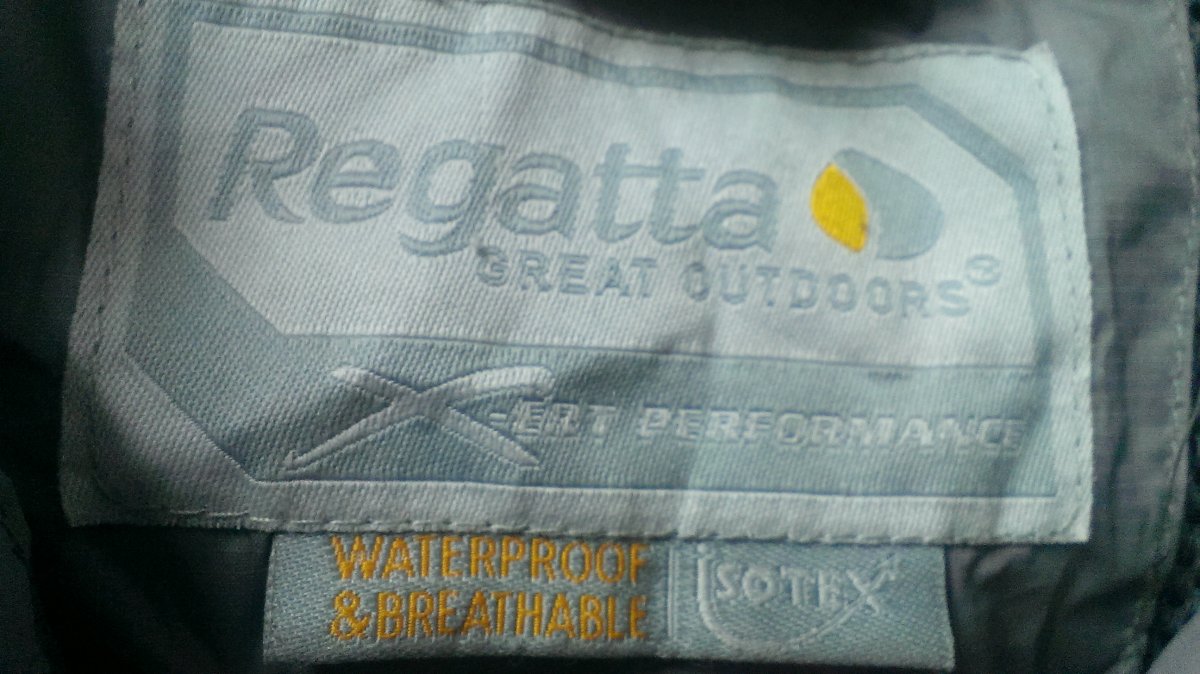 Regatta
GREAT OUTDOORS
X-ERT PERFORMANCE
WATERPROOF
& BREATHABLE
ISOTEX